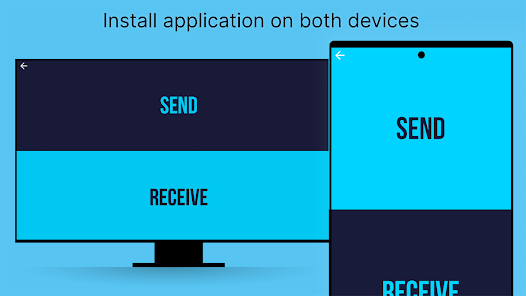 Install application on both devices
SEND
RECEIVE
SEND
RECEIVE